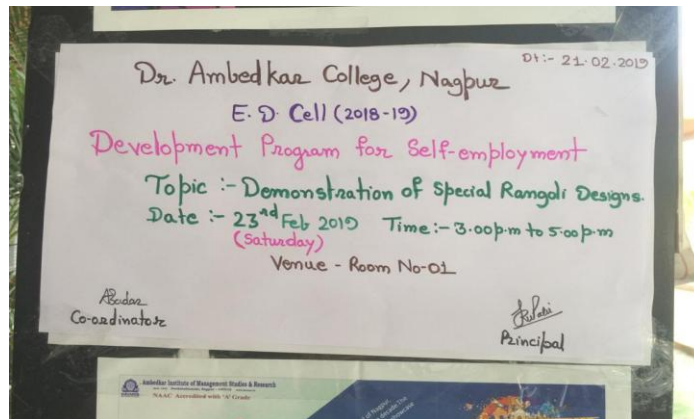 Dt:- 21.02.2019
Dr. Ambedkar College, Nagpur
E. D. Cell (2018-19)
Development Program for Self-employment
Topic :- Demonstration of Special Rangoli Designs.
Date :- 23rd Feb 2019 Time:- 3.00p.m to 5.00p.m
(Saturday)
Venue - Room No-01
Co-ordinator
Principal
Ambedkar Institute of Management Studies & Research
NAAC Accredited with 'A' Grade